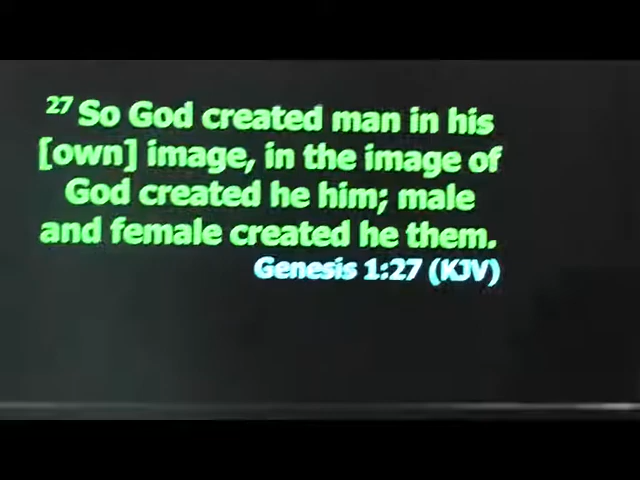 27 So God created man in his
[own] image, in the image of
God created he him; male
and female created he them.
Genesis 1:27 (KJV)